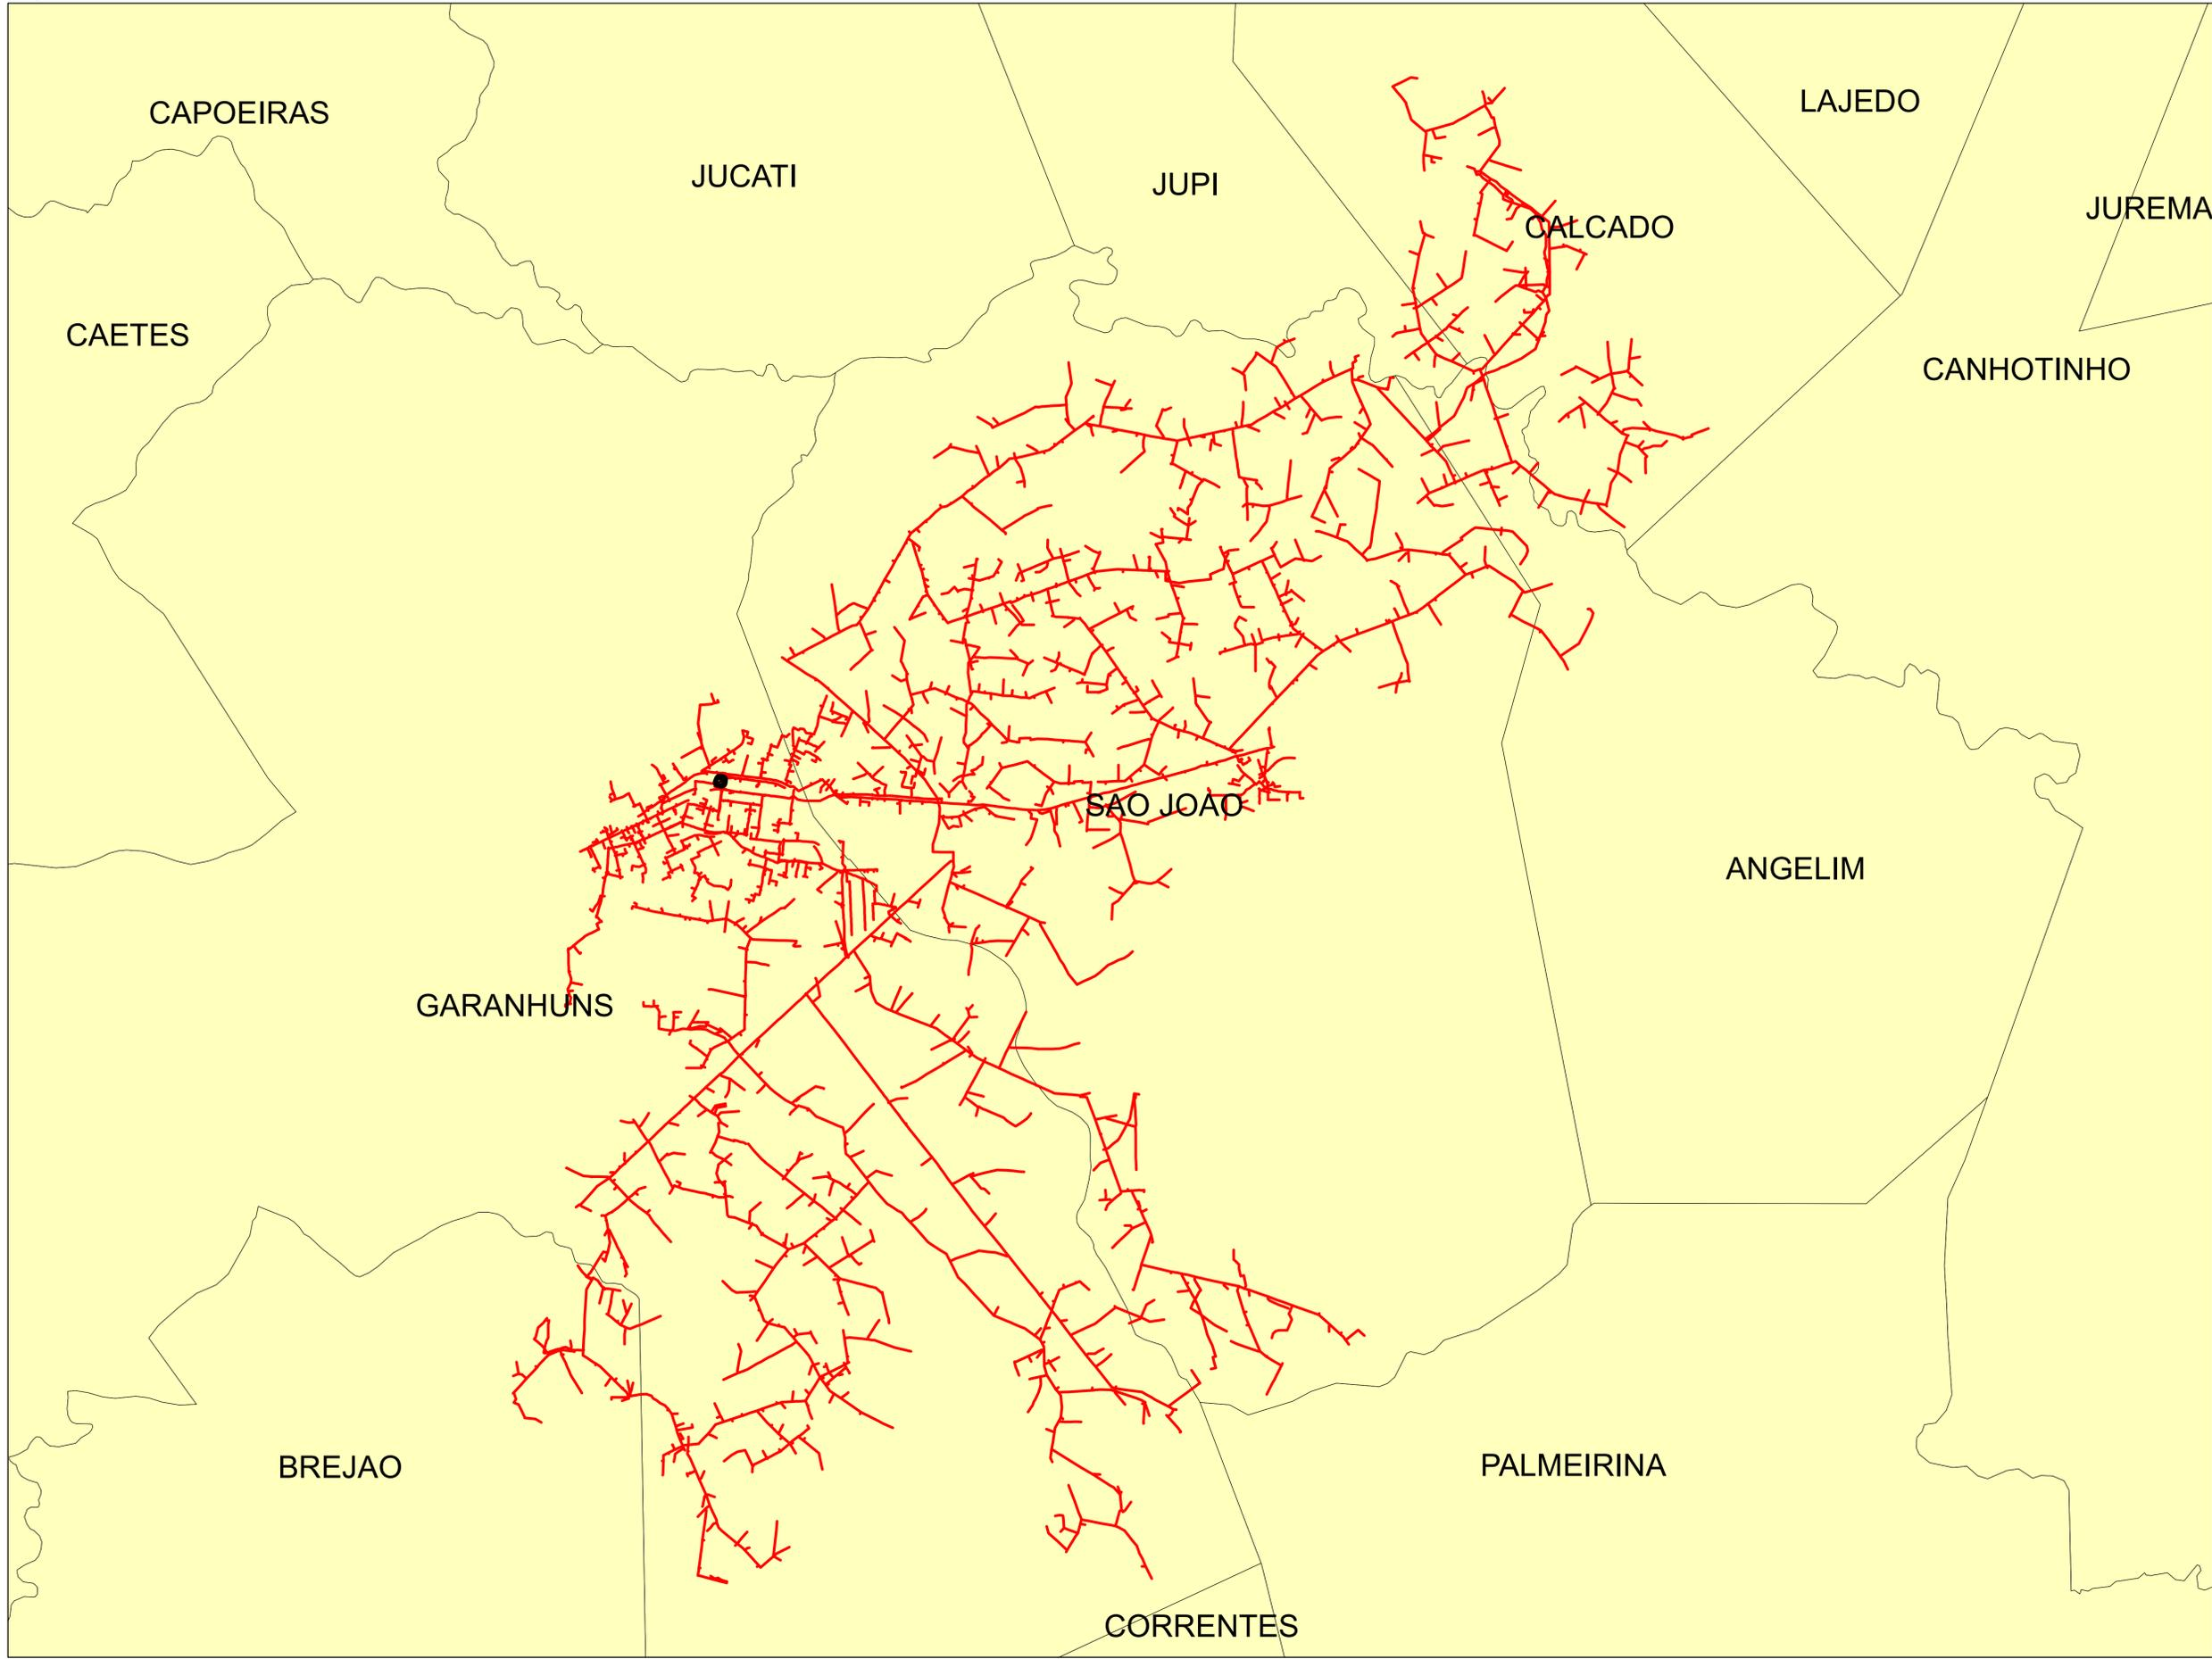 LAJEDO
CAPOEIRAS
JUCATI
JUPI
JUREMA
CALCADO
CAETES
CANHOTINHO
SAO JOAO
ANGELIM
GARANHUNS
PALMEIRINA
BREJAO
CORRENTES